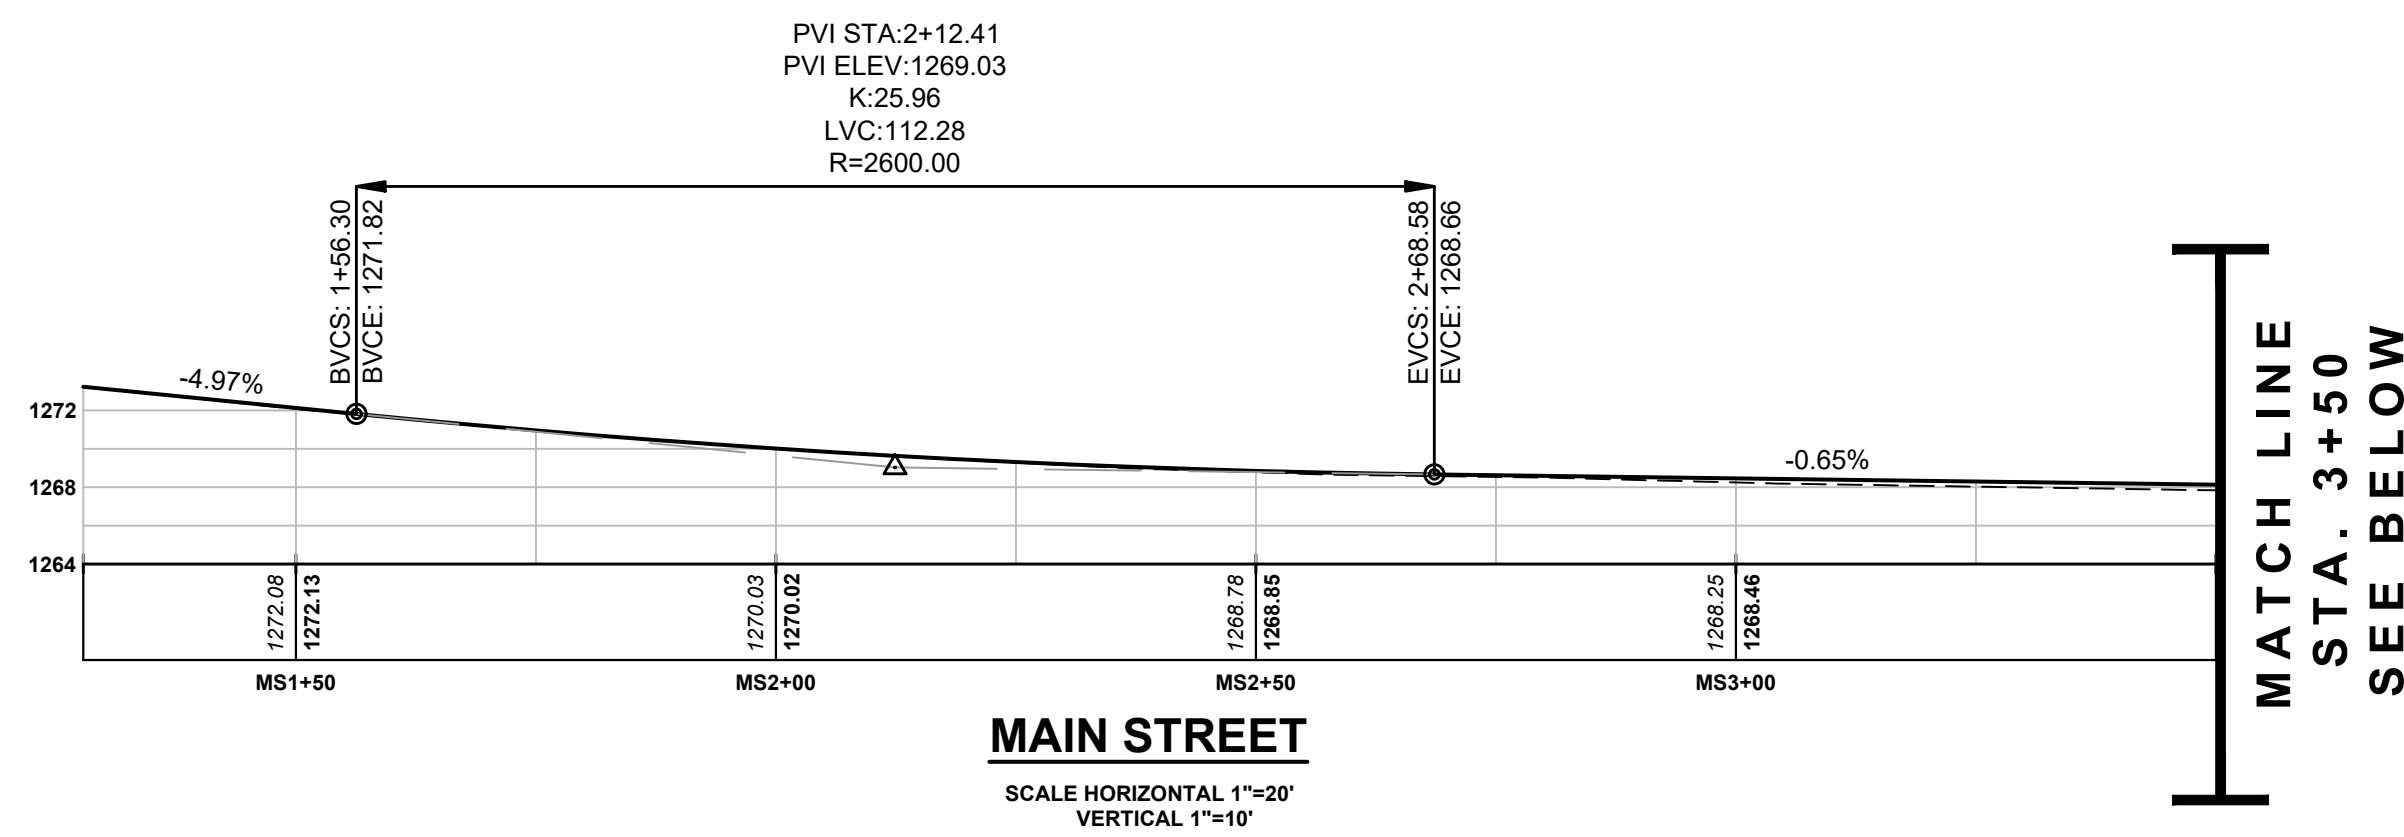 PVI STA:2+12.41
PVI ELEV:1269.03
K:25.96
LVC:112.28
R=2600.00
BVCS: 1+56.30
BVCE: 1271.82
EVCS: 2+68.58
EVCE: 1268.66
-4.97%
-0.65%
1272
1268
1264
1272.08
1272.13
1270.03
1270.02
1268.78
1268.85
1268.25
1268.46
MS1+50
MS2+00
MS2+50
MS3+00
MATCH LINE
STA. 3+50
SEE BELOW
MAIN STREET
SCALE HORIZONTAL 1"=20'
VERTICAL 1"=10'